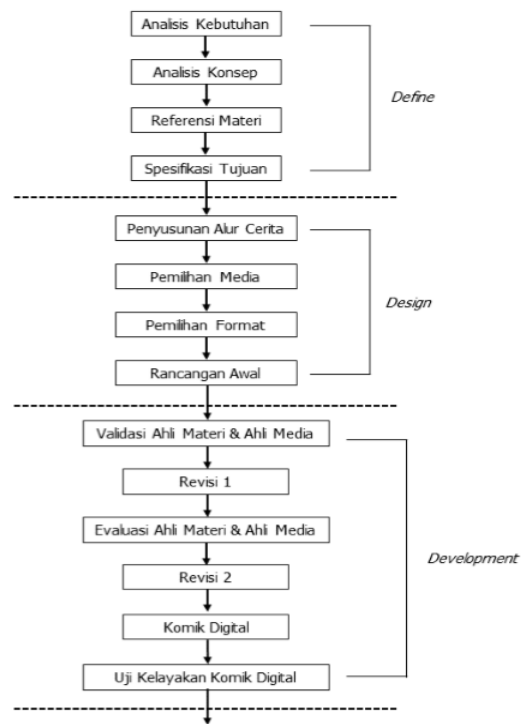 Analisis Kebutuhan
Analisis Konsep
Define
Referensi Materi
Spesifikasi Tujuan
Penyusunan Alur Cerita
Pemilihan Media
Design
Pemilihan Format
Rancangan Awal
Validasi Ahli Materi & Ahli Media
Revisi 1
Evaluasi Ahli Materi & Ahli Media
Development
Revisi 2
Komik Digital
Uji Kelayakan Komik Digital